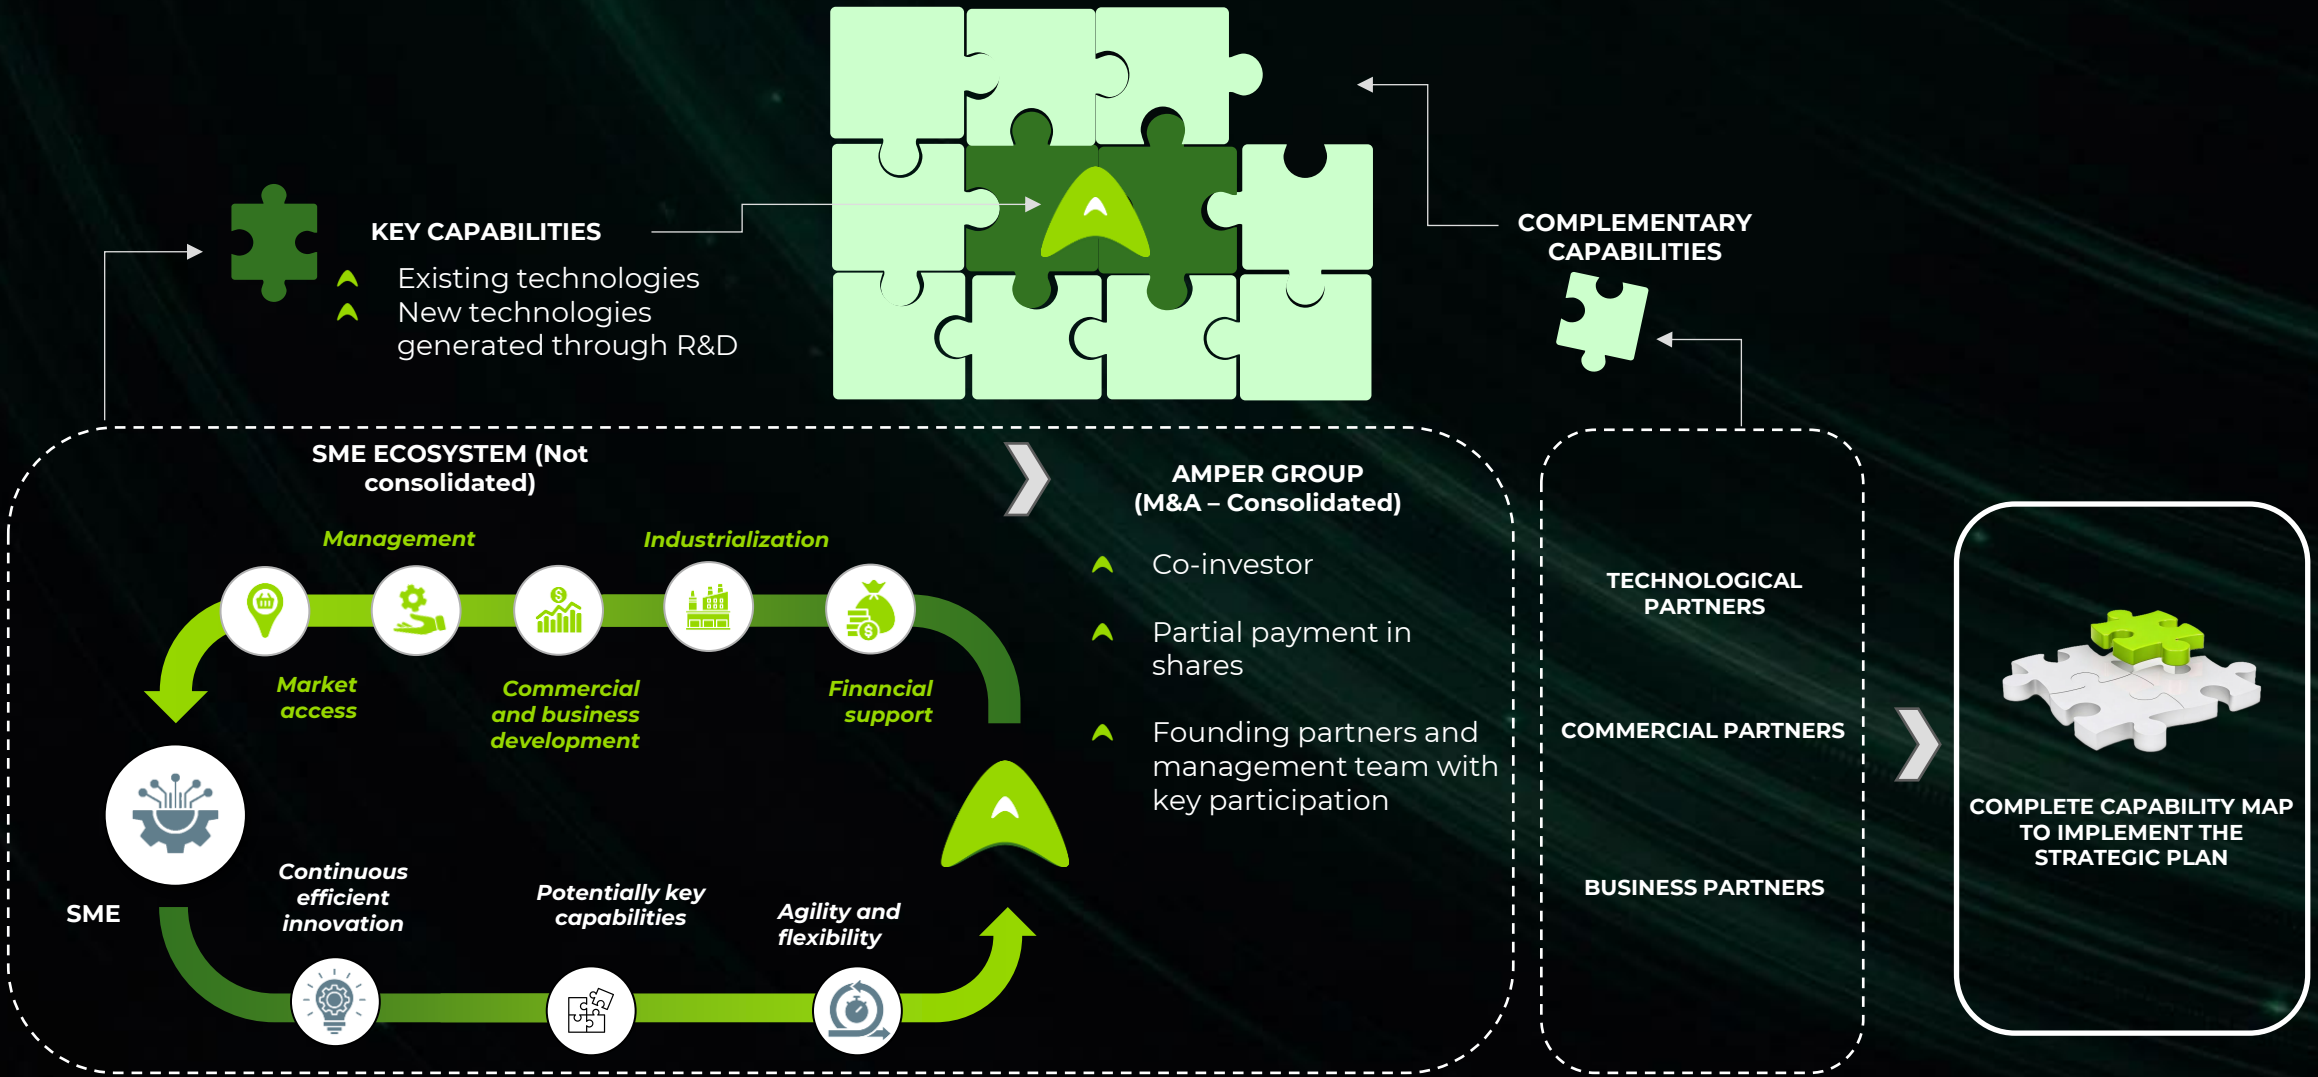 KEY CAPABILITIES
Existing technologies
New technologies
generated through R&D
COMPLEMENTARY
CAPABILITIES
SME ECOSYSTEM (Not
consolidated)
Management
Industrialization
Market
access
Commercial
and business
development
Financial
support
SME
Continuous
efficient
innovation
Potentially key
capabilities
Agility and
flexibility
AMPER GROUP
(M&A – Consolidated)
Co-investor
Partial payment in
shares
Founding partners and
management team with
key participation
TECHNOLOGICAL
PARTNERS
COMMERCIAL PARTNERS
BUSINESS PARTNERS
COMPLETE CAPABILITY MAP
TO IMPLEMENT THE
STRATEGIC PLAN